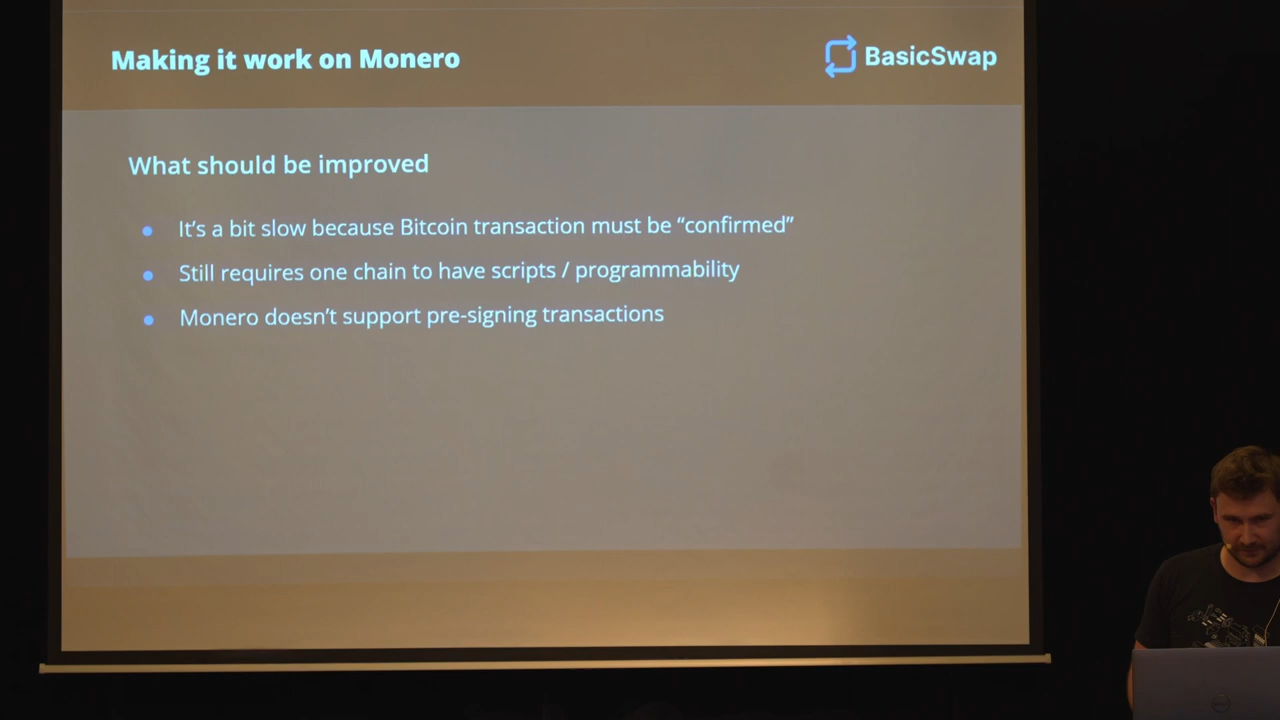 Making it work on Monero
BasicSwap
What should be improved
It’s a bit slow because Bitcoin transaction must be “confirmed”
Still requires one chain to have scripts / programmability
Monero doesn’t support pre-signing transactions